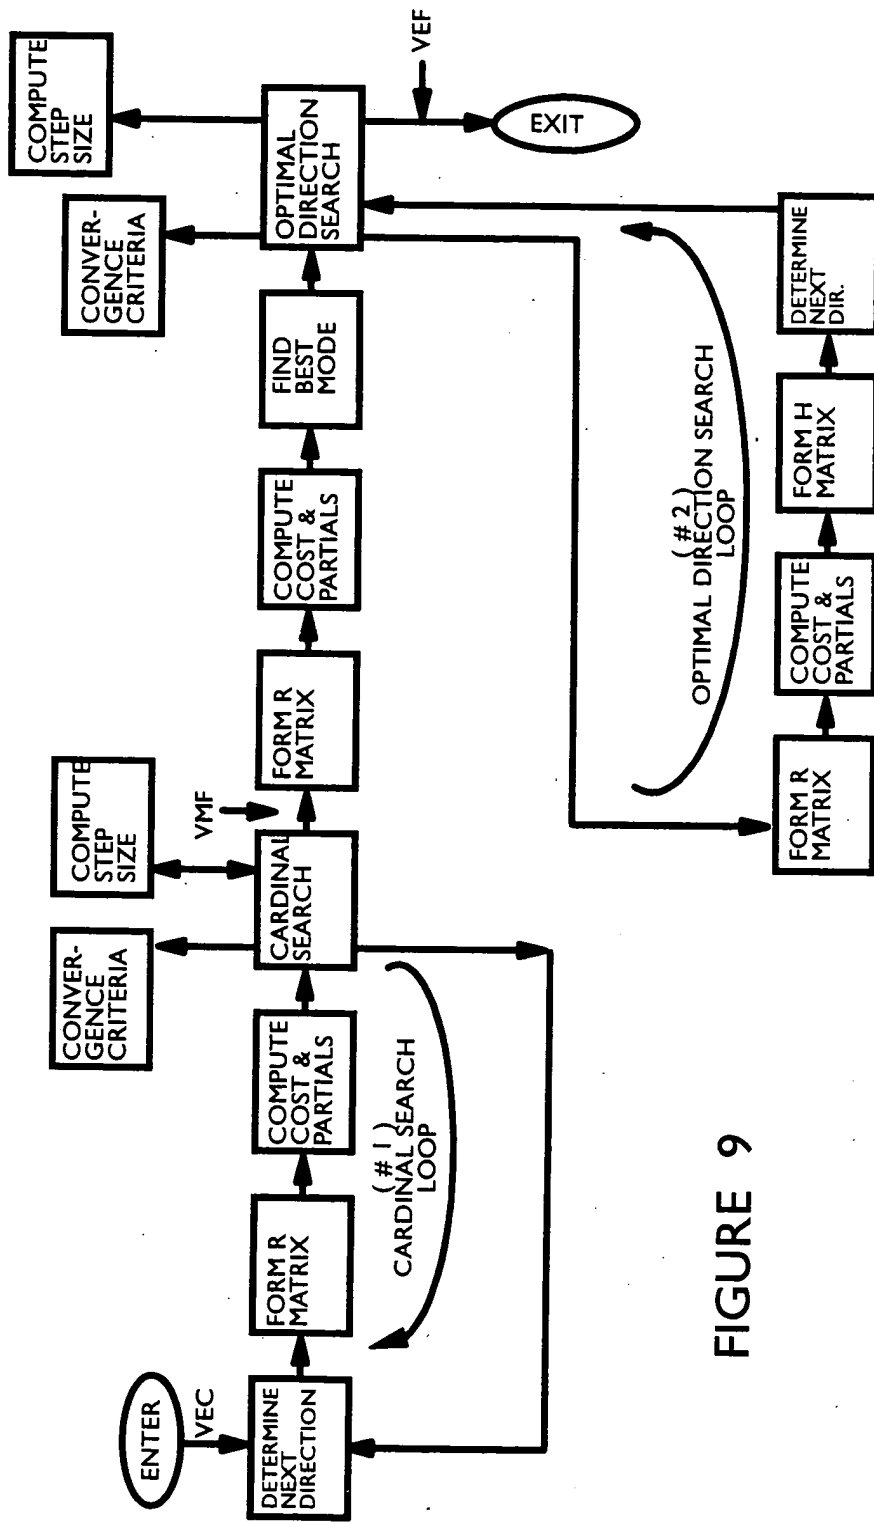 ENTER
VEC
DETERMINE
NEXT
DIRECTION
FORM R
MATRIX
COMPUTE
COST &
PARTIALS
CARDINAL
SEARCH
CONVER-
GENCE
CRITERIA
COMPUTE
STEP
SIZE
VMF
(#1)
CARDINAL SEARCH
LOOP
FORM R
MATRIX
COMPUTE
COST &
PARTIALS
FIND
BEST
MODE
OPTIMAL
DIRECTION
SEARCH
CONVER-
GENCE
CRITERIA
COMPUTE
STEP
SIZE
VEF
EXIT
(#2)
OPTIMAL DIRECTION SEARCH
LOOP
FORM R
MATRIX
COMPUTE
COST &
PARTIALS
FORM H
MATRIX
DETERMINE
NEXT
DIR.
FIGURE 9